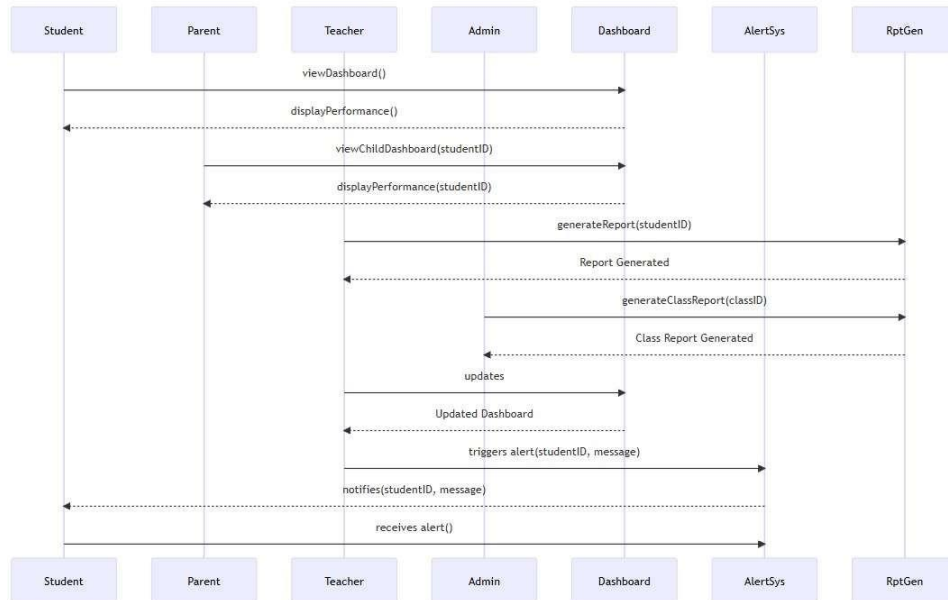 Student Parent Teacher Admin Dashboard AlertSys RptGen
viewDashboard()
displayPerformance()
viewChildDashboard(studentID)
displayPerformance(studentID)
generateReport(studentID)
Report Generated
generateClassReport(classID)
Class Report Generated
updates
Updated Dashboard
triggers alert(studentID, message)
notifies(studentID, message)
receives alert()
Student Parent Teacher Admin Dashboard AlertSys RptGen